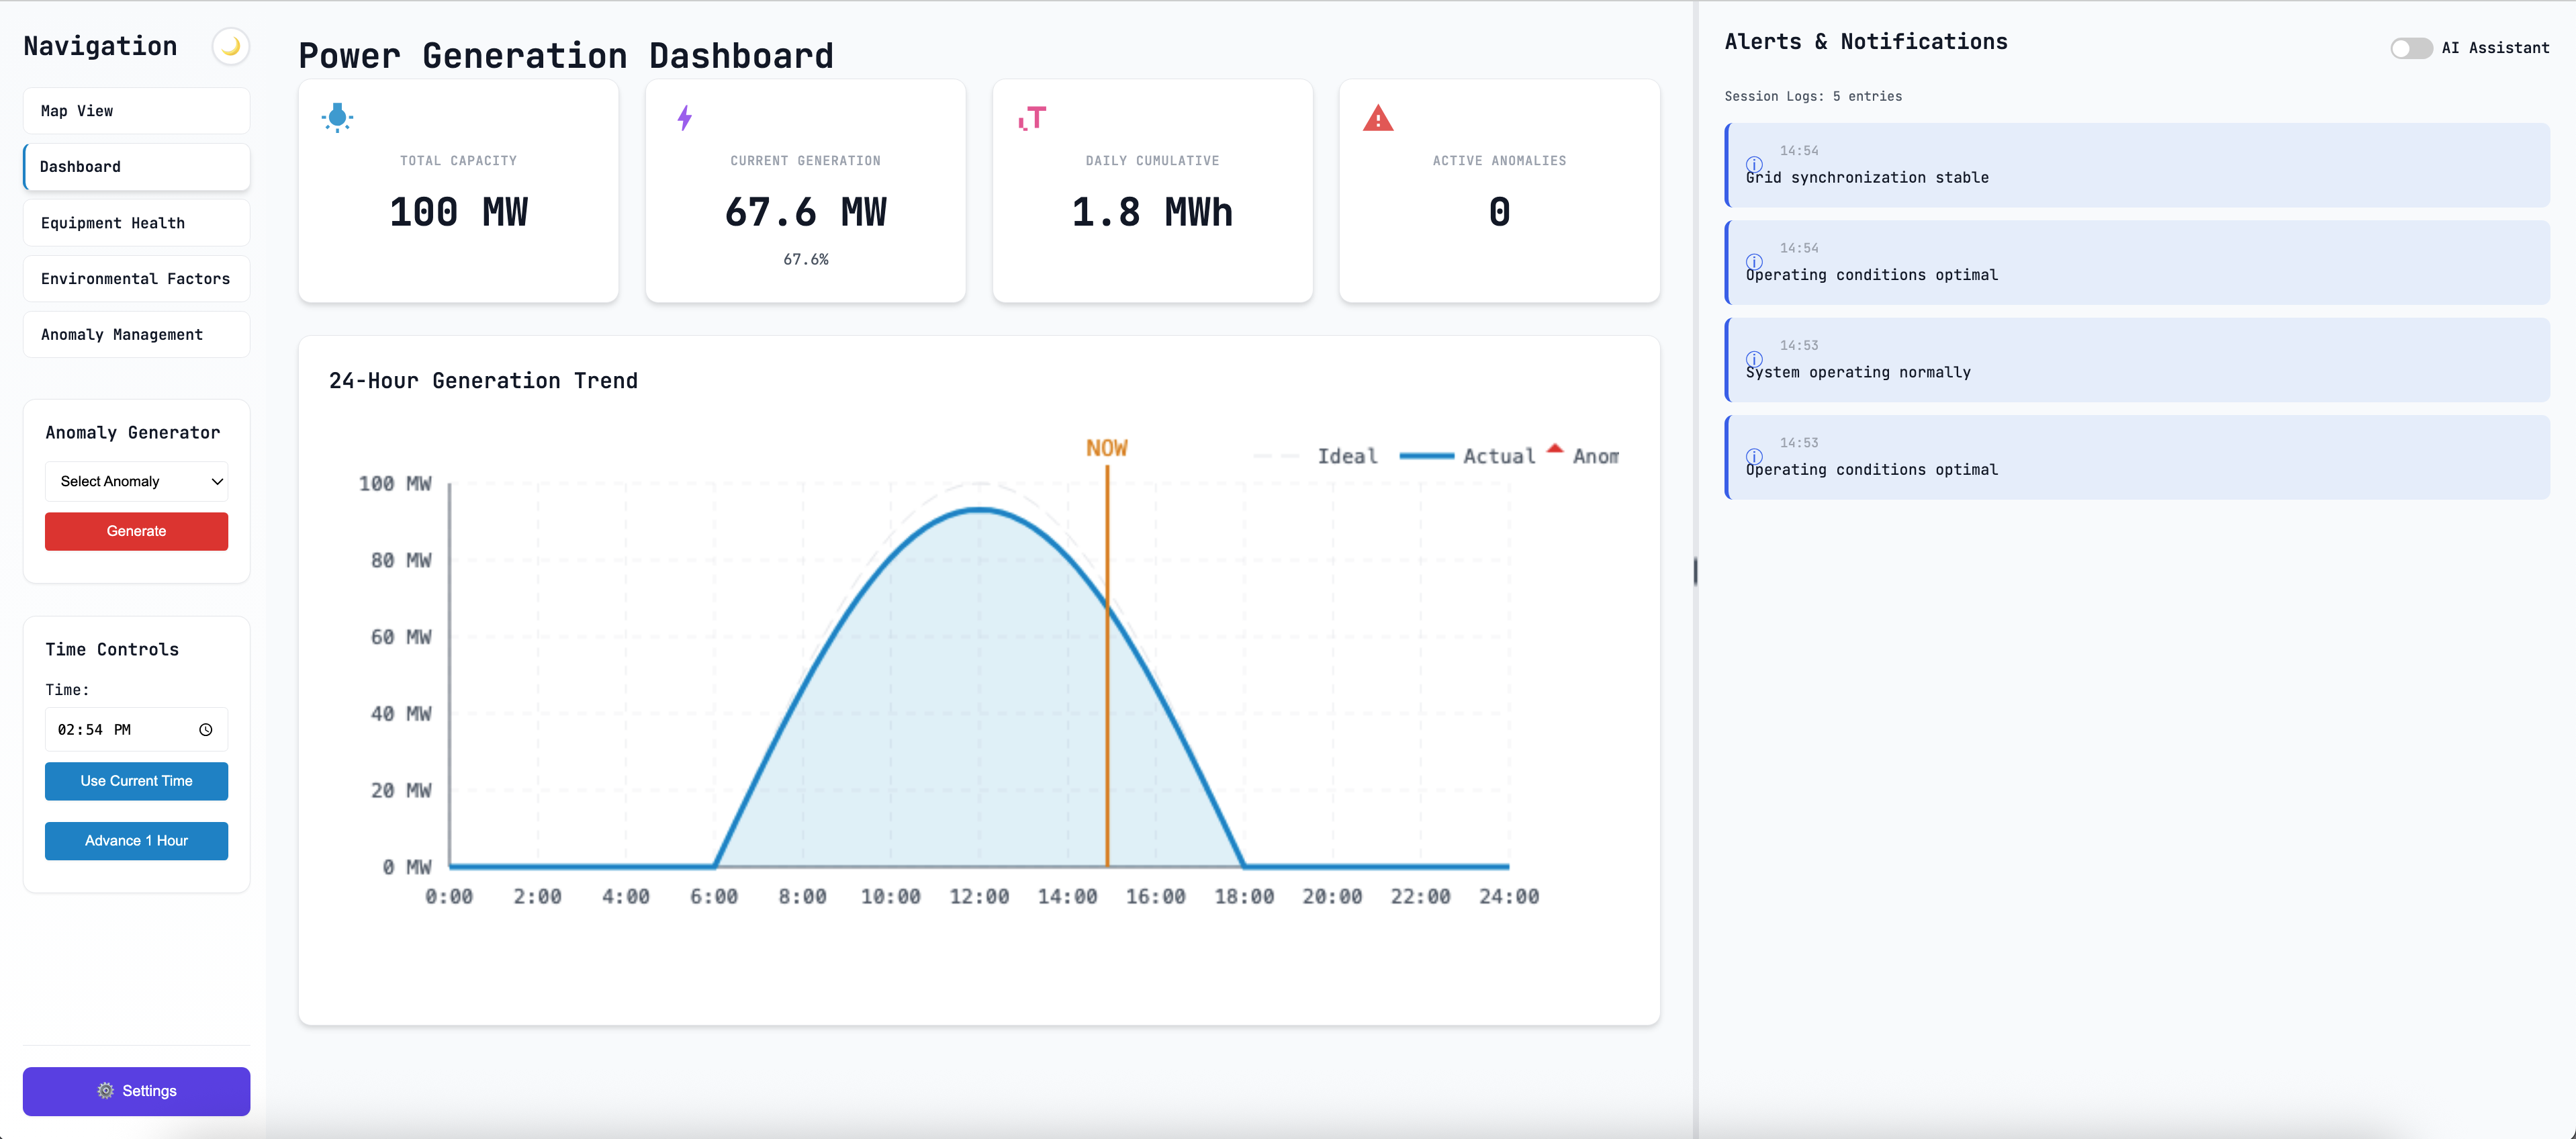 Navigation
Map View
Dashboard
Equipment Health
Environmental Factors
Anomaly Management
Anomaly Generator
Select Anomaly
Generate
Time Controls
Time:
02:54 PM
Use Current Time
Advance 1 Hour
Settings
Power Generation Dashboard
TOTAL CAPACITY
100 MW
CURRENT GENERATION
67.6 MW
67.6%
DAILY CUMULATIVE
1.8 MWh
ACTIVE ANOMALIES
0
24-Hour Generation Trend
NOW
Ideal Actual Anom
100 MW
80 MW
60 MW
40 MW
20 MW
0 MW
0:00 2:00 4:00 6:00 8:00 10:00 12:00 14:00 16:00 18:00 20:00 22:00 24:00
Alerts & Notifications
AI Assistant
Session Logs: 5 entries
14:54
Grid synchronization stable
14:54
Operating conditions optimal
14:53
System operating normally
14:53
Operating conditions optimal